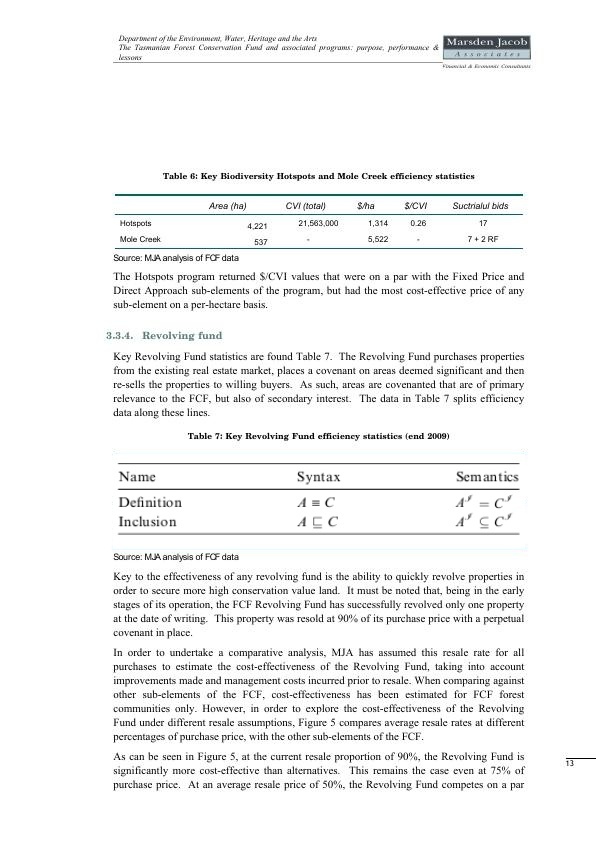 Department of the Environment, Water, Heritage and the Arts
The Tasmanian Forest Conservation Fund and associated programs: purpose, performance &
lessons
Marsden Jacob
Associates
Financial & Economic Consultants
Table 6: Key Biodiversity Hotspots and Mole Creek efficiency statistics
Area (ha) CVI (total) $/ha $/CVI Suctrialul bids
Hotspots 4,221 21,563,000 1,314 0.26 17
Mole Creek 537 - 5,522 - 7 + 2 RF
Source: MJA analysis of FCF data
The Hotspots program returned $/CVI values that were on a par with the Fixed Price and
Direct Approach sub-elements of the program, but had the most cost-effective price of any
sub-element on a per-hectare basis.
3.3.4. Revolving fund
Key Revolving Fund statistics are found Table 7. The Revolving Fund purchases properties
from the existing real estate market, places a covenant on areas deemed significant and then
re-sells the properties to willing buyers. As such, areas are covenanted that are of primary
relevance to the FCF, but also of secondary interest. The data in Table 7 splits efficiency
data along these lines.
Table 7: Key Revolving Fund efficiency statistics (end 2009)
Name Syntax Semantics
Definition A ≡ C A^𝓘 = C^𝓘
Inclusion A ⊑ C A^𝓘 ⊆ C^𝓘
Source: MJA analysis of FCF data
Key to the effectiveness of any revolving fund is the ability to quickly revolve properties in
order to secure more high conservation value land. It must be noted that, being in the early
stages of its operation, the FCF Revolving Fund has successfully revolved only one property
at the date of writing. This property was resold at 90% of its purchase price with a perpetual
covenant in place.
In order to undertake a comparative analysis, MJA has assumed this resale rate for all
purchases to estimate the cost-effectiveness of the Revolving Fund, taking into account
improvements made and management costs incurred prior to resale. When comparing against
other sub-elements of the FCF, cost-effectiveness has been estimated for FCF forest
communities only. However, in order to explore the cost-effectiveness of the Revolving
Fund under different resale assumptions, Figure 5 compares average resale rates at different
percentages of purchase price, with the other sub-elements of the FCF.
As can be seen in Figure 5, at the current resale proportion of 90%, the Revolving Fund is
significantly more cost-effective than alternatives. This remains the case even at 75% of
purchase price. At an average resale price of 50%, the Revolving Fund competes on a par
13